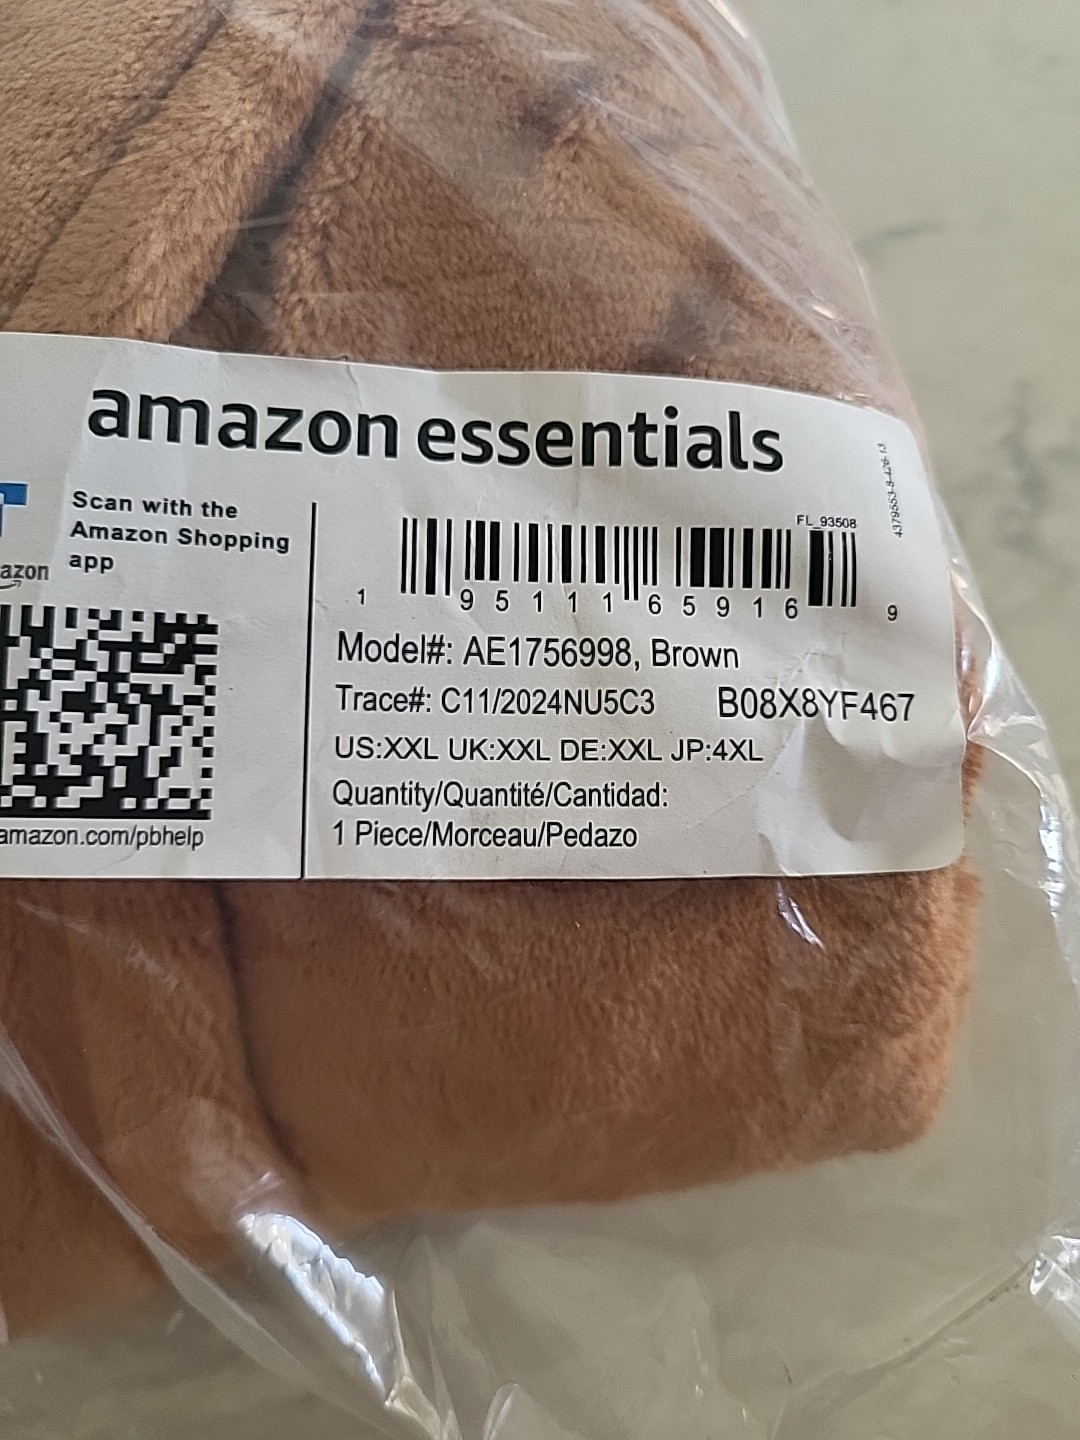 amazon essentials
Scan with the
Amazon Shopping
app
azon
amazon.com/pbhelp
FL_93508
1 95111 65916 9
Model#: AE1756998, Brown
Trace#: C11/2024NU5C3 B08X8YF467
US:XXL UK:XXL DE:XXL JP:4XL
Quantity/Quantité/Cantidad:
1 Piece/Morceau/Pedazo